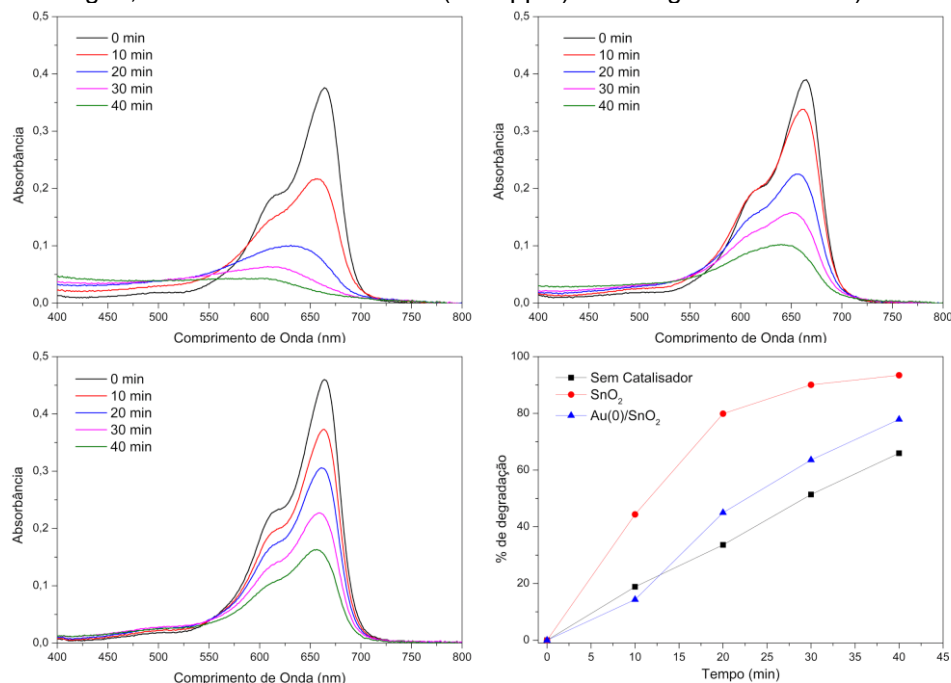 0 min
10 min
20 min
30 min
40 min
0,5
0,4
0,3
0,2
0,1
0,0
Absorbância
400 450 500 550 600 650 700 750 800
Comprimento de Onda (nm)
0 min
10 min
20 min
30 min
40 min
0,5
0,4
0,3
0,2
0,1
0,0
Absorbância
400 450 500 550 600 650 700 750 800
Comprimento de Onda (nm)
0 min
10 min
20 min
30 min
40 min
0,5
0,4
0,3
0,2
0,1
0,0
Absorbância
400 450 500 550 600 650 700 750 800
Comprimento de Onda (nm)
Sem Catalisador
SnO₂
Au(0)/SnO₂
100
90
80
70
60
50
40
30
20
10
0
% de degradação
0 5 10 15 20 25 30 35 40 45
Tempo (min)